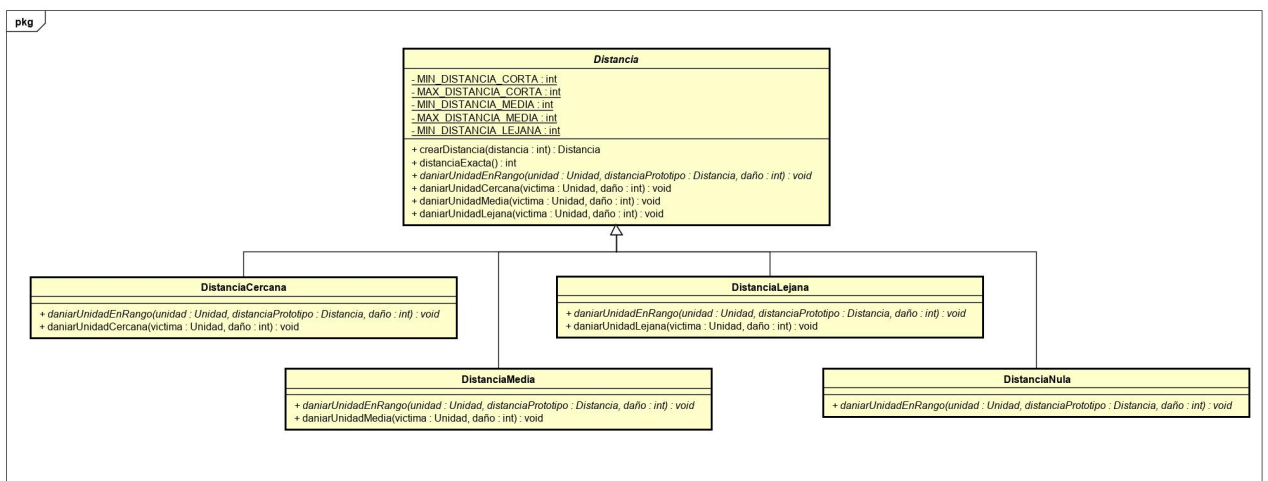 pkg
Distancia
- MIN_DISTANCIA_CORTA : int
- MAX_DISTANCIA_CORTA : int
- MIN_DISTANCIA_MEDIA : int
- MAX_DISTANCIA_MEDIA : int
- MIN_DISTANCIA_LEJANA : int
+ crearDistancia(distancia : int) : Distancia
+ distanciaExacta() : int
+ daniarUnidadEnRango(unidad : Unidad, distanciaPrototipo : Distancia, daño : int) : void
+ daniarUnidadCercana(victima : Unidad, daño : int) : void
+ daniarUnidadMedia(victima : Unidad, daño : int) : void
+ daniarUnidadLejana(victima : Unidad, daño : int) : void
DistanciaCercana
+ daniarUnidadEnRango(unidad : Unidad, distanciaPrototipo : Distancia, daño : int) : void
+ daniarUnidadCercana(victima : Unidad, daño : int) : void
DistanciaLejana
+ daniarUnidadEnRango(unidad : Unidad, distanciaPrototipo : Distancia, daño : int) : void
+ daniarUnidadLejana(victima : Unidad, daño : int) : void
DistanciaMedia
+ daniarUnidadEnRango(unidad : Unidad, distanciaPrototipo : Distancia, daño : int) : void
+ daniarUnidadMedia(victima : Unidad, daño : int) : void
DistanciaNula
+ daniarUnidadEnRango(unidad : Unidad, distanciaPrototipo : Distancia, daño : int) : void